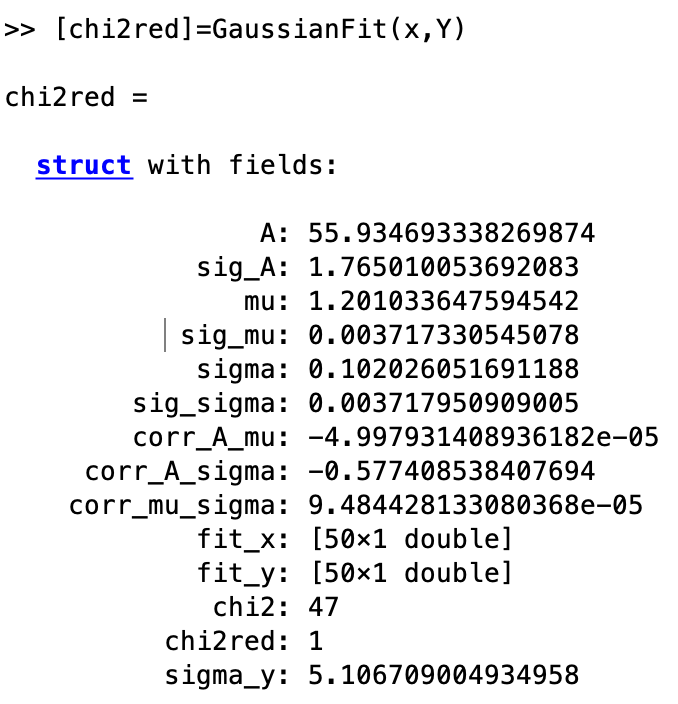 >> [chi2red]=GaussianFit(x,Y)
chi2red =
struct with fields:
A: 55.934693338269874
sig_A: 1.765010053692083
mu: 1.201033647594542
sig_mu: 0.003717330545078
sigma: 0.102026051691188
sig_sigma: 0.003717950909005
corr_A_mu: -4.997931408936182e-05
corr_A_sigma: -0.577408538407694
corr_mu_sigma: 9.484428133080368e-05
fit_x: [50×1 double]
fit_y: [50×1 double]
chi2: 47
chi2red: 1
sigma_y: 5.106709004934958